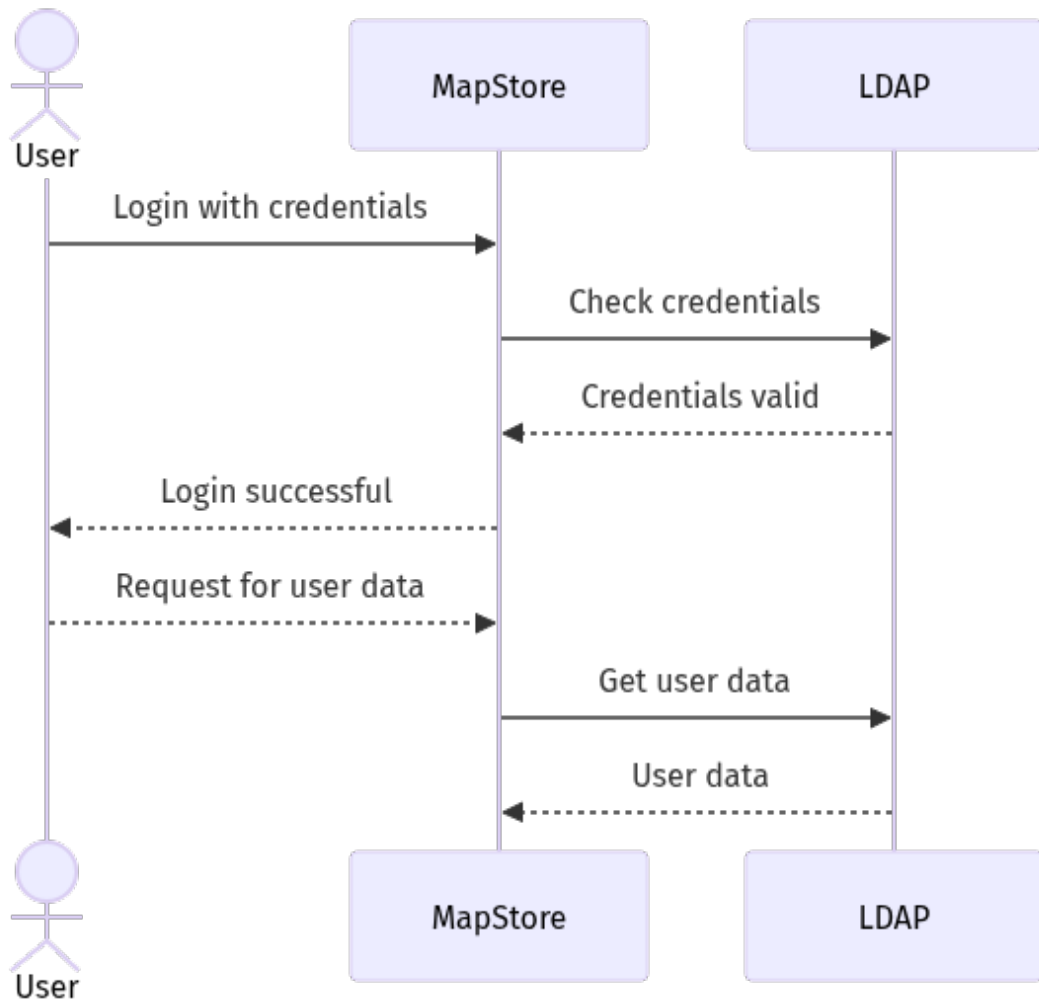 User
MapStore
LDAP
Login with credentials
Check credentials
Credentials valid
Login successful
Request for user data
Get user data
User data
MapStore
LDAP
User